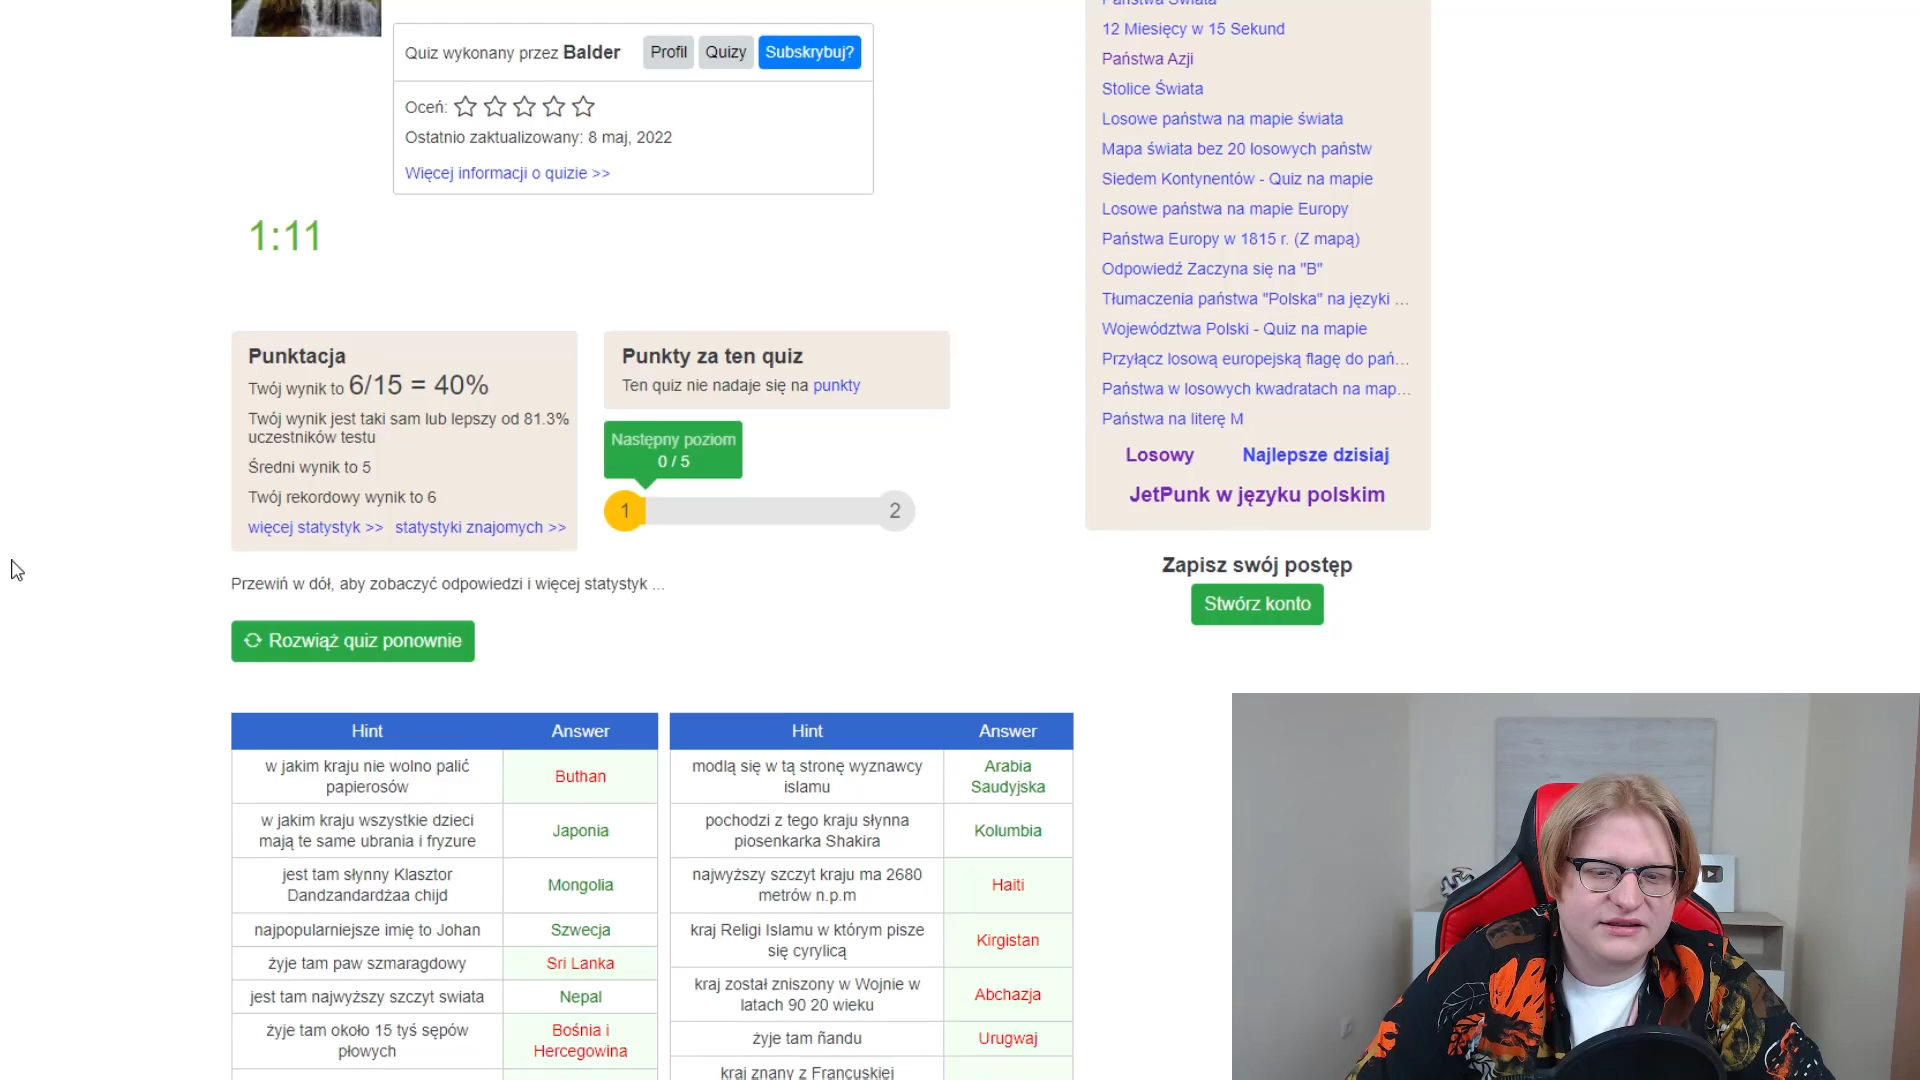 Quiz wykonany przez Balder
Profil
Quizy
Subskrybuj?
Oceń:
Ostatnio zaktualizowany: 8 maj, 2022
Więcej informacji o quizie >>
1:11
Punktacja
Twój wynik to 6/15 = 40%
Twój wynik jest taki sam lub lepszy od 81.3%
uczestników testu
Średni wynik to 5
Twój rekordowy wynik to 6
więcej statystyk >> statystyki znajomych >>
Punkty za ten quiz
Ten quiz nie nadaje się na punkty
Następny poziom
0 / 5
1
2
Przewiń w dół, aby zobaczyć odpowiedzi i więcej statystyk ...
Rozwiąż quiz ponownie
Hint Answer
w jakim kraju nie wolno palić
papierosów
Buthan
w jakim kraju wszystkie dzieci
mają te same ubrania i fryzure
Japonia
jest tam słynny Klasztor
Dandzandardżaa chijd
Mongolia
najpopularniejsze imię to Johan
Szwecja
żyje tam paw szmaragdowy
Sri Lanka
jest tam najwyższy szczyt swiata
Nepal
żyje tam około 15 tyś sępów
płowych
Bośnia i
Hercegowina
Hint Answer
modlą się w tą stronę wyznawcy
islamu
Arabia
Saudyjska
pochodzi z tego kraju słynna
piosenkarka Shakira
Kolumbia
najwyższy szczyt kraju ma 2680
metrów n.p.m
Haiti
kraj Religi Islamu w którym pisze
się cyrylicą
Kirgistan
kraj został zniszony w Wojnie w
latach 90 20 wieku
Abchazja
żyje tam ñandu
Urugwaj
kraj znany z Francuskiej
Państwa Świata
12 Miesięcy w 15 Sekund
Państwa Azji
Stolice Świata
Losowe państwa na mapie świata
Mapa świata bez 20 losowych państw
Siedem Kontynentów - Quiz na mapie
Losowe państwa na mapie Europy
Państwa Europy w 1815 r. (Z mapą)
Odpowiedź Zaczyna się na "B"
Tłumaczenia państwa "Polska" na języki ...
Województwa Polski - Quiz na mapie
Przyłącz losową europejską flagę do pań...
Państwa w losowych kwadratach na map...
Państwa na literę M
Losowy
Najlepsze dzisiaj
JetPunk w języku polskim
Zapisz swój postęp
Stwórz konto